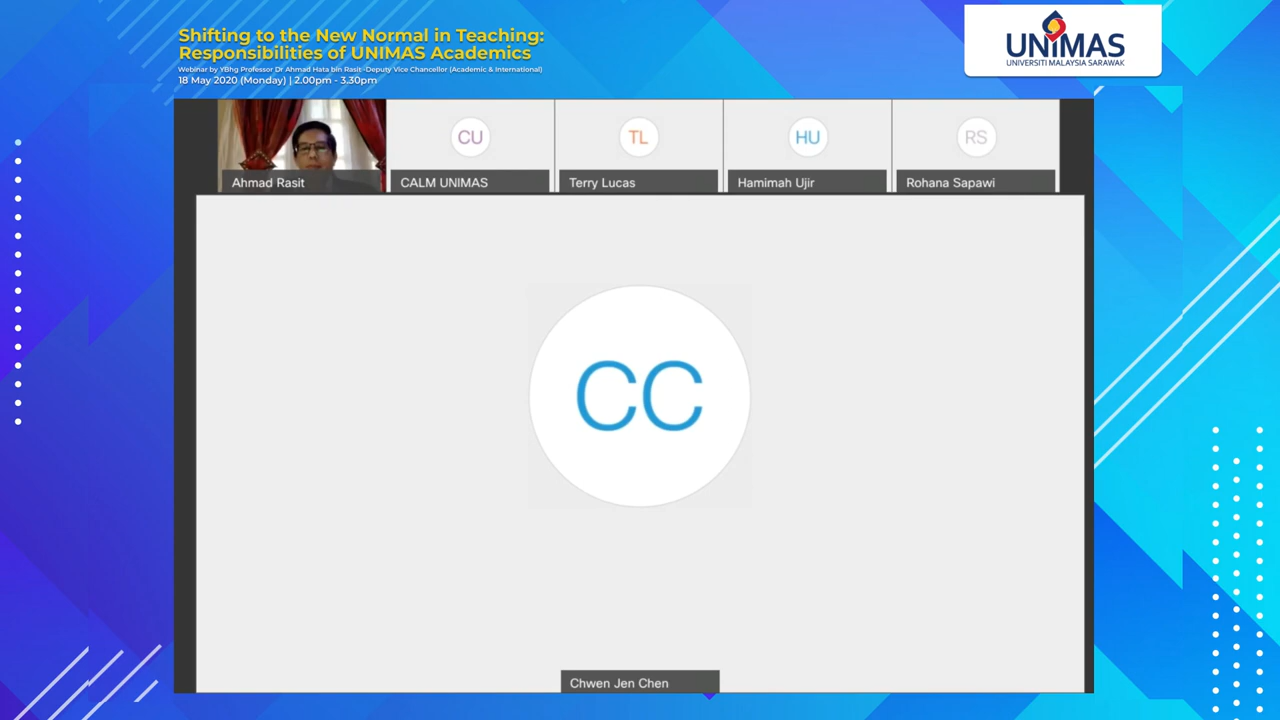 Shifting to the New Normal in Teaching:
Responsibilities of UNIMAS Academics
Webinar by YBhg Professor Dr Ahmad Hata bin Rasit -Deputy Vice Chancellor (Academic & International)
18 May 2020 (Monday) | 2.00pm - 3.30pm
UNIMAS
UNIVERSITI MALAYSIA SARAWAK
CU
TL
HU
RS
Ahmad Rasit
CALM UNIMAS
Terry Lucas
Hamimah Ujir
Rohana Sapawi
CC
Chwen Jen Chen